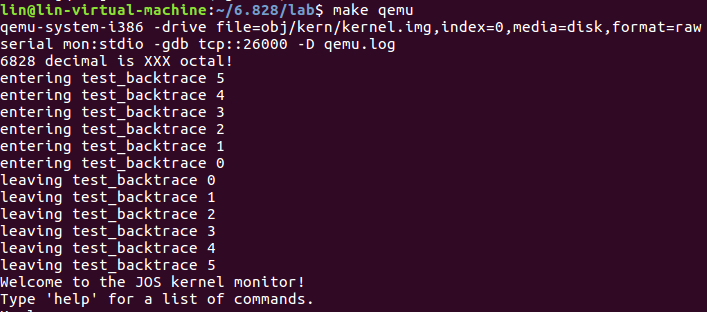 lin@lin-virtual-machine:~/6.828/lab$ make qemu
qemu-system-i386 -drive file=obj/kern/kernel.img,index=0,media=disk,format=raw
serial mon:stdio -gdb tcp::26000 -D qemu.log
6828 decimal is XXX octal!
entering test_backtrace 5
entering test_backtrace 4
entering test_backtrace 3
entering test_backtrace 2
entering test_backtrace 1
entering test_backtrace 0
leaving test_backtrace 0
leaving test_backtrace 1
leaving test_backtrace 2
leaving test_backtrace 3
leaving test_backtrace 4
leaving test_backtrace 5
Welcome to the JOS kernel monitor!
Type 'help' for a list of commands.